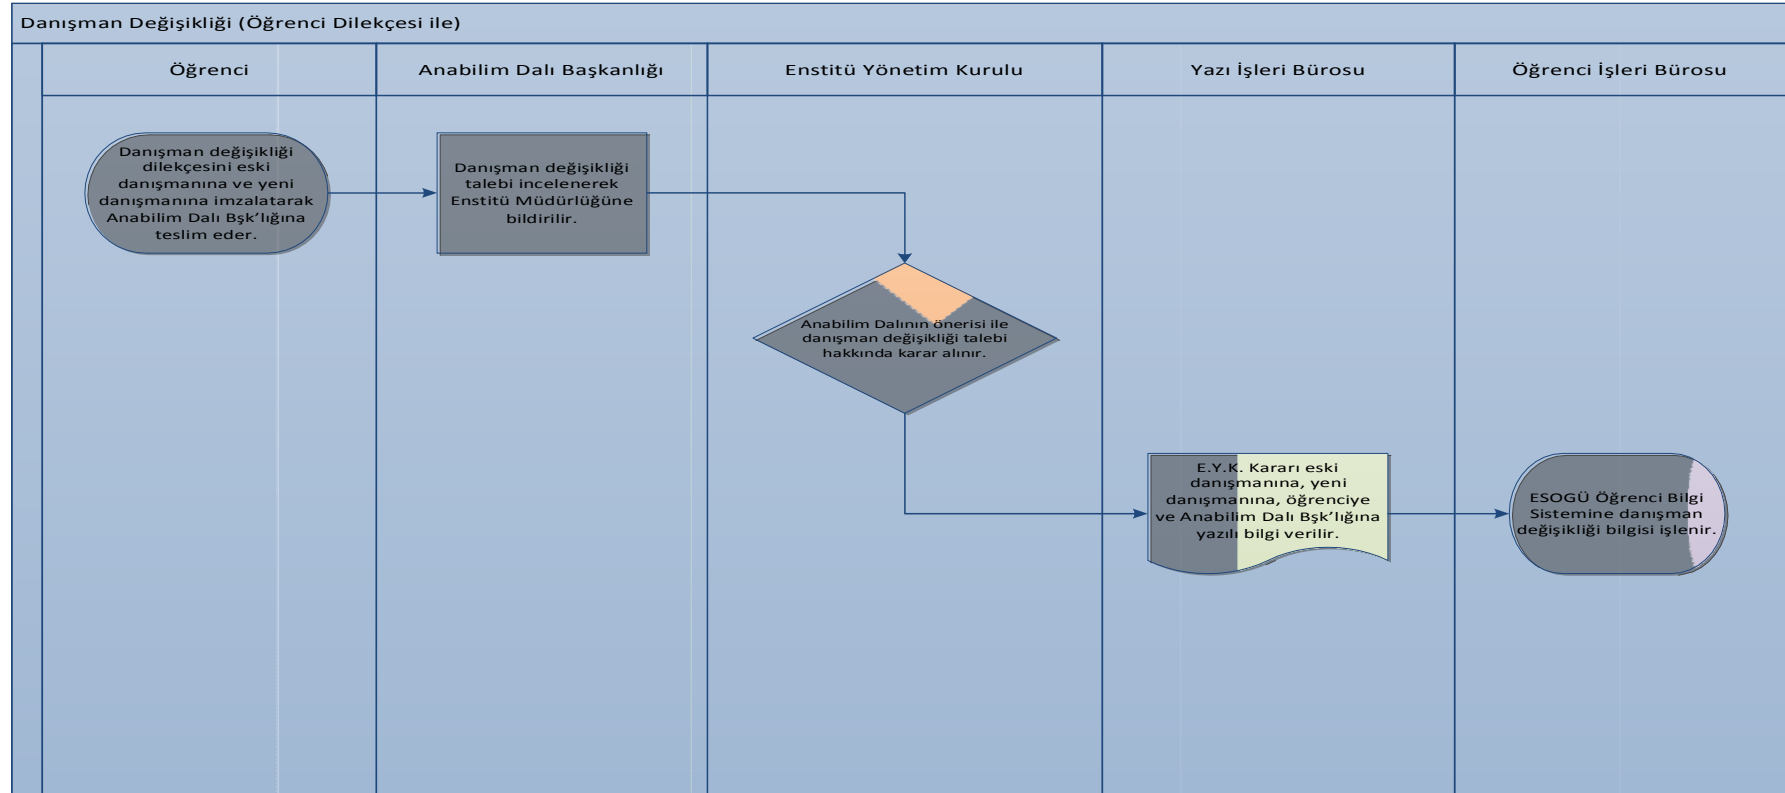 Danışman Değişikliği (Öğrenci Dilekçesi ile)
Öğrenci
Anabilim Dalı Başkanlığı
Enstitü Yönetim Kurulu
Yazı İşleri Bürosu
Öğrenci İşleri Bürosu
Danışman değişikliği
dilekçesini eski
danışmanına ve yeni
danışmanına imzalatarak
Anabilim Dalı Bşk’lığına
teslim eder.
Danışman değişikliği
talebi incelenerek
Enstitü Müdürlüğüne
bildirilir.
Anabilim Dalının önerisi ile
danışman değişikliği talebi
hakkında karar alınır.
E.Y.K. Kararı eski
danışmanına, yeni
danışmanına, öğrenciye
ve Anabilim Dalı Bşk’lığına
yazılı bilgi verilir.
ESOGÜ Öğrenci Bilgi
Sistemine danışman
değişikliği bilgisi işlenir.